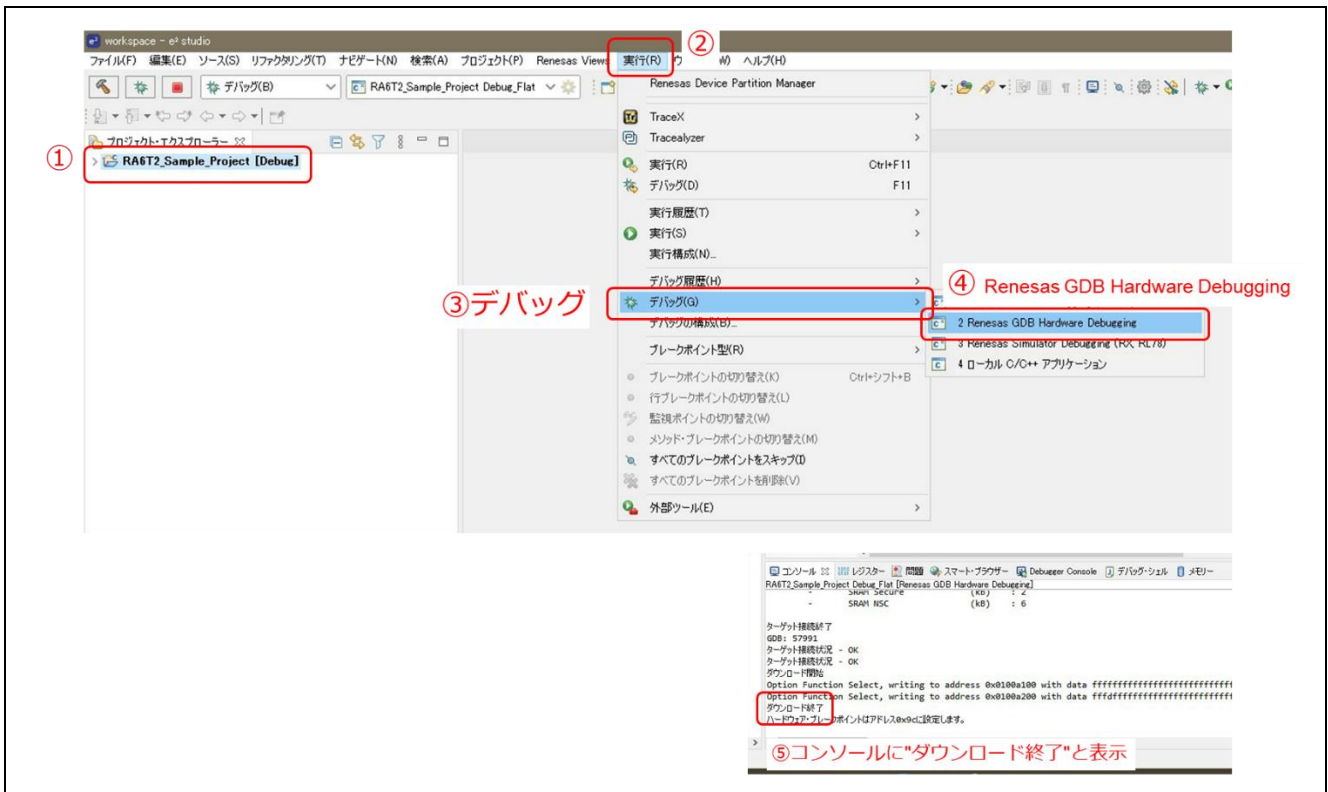 workspace - e² studio
②
ファイル(F) 編集(E) ソース(S) リファクタリング(T) ナビゲート(N) 検索(A) プロジェクト(P) Renesas Views 実行(R) ウ W) ヘルプ(H)
デバッグ(B) RA6T2_Sample_Project Debug_Flat
Renesas Device Partition Manager
TraceX
Tracealyzer
プロジェクト・エクスプローラー
① RA6T2_Sample_Project [Debug]
実行(R) Ctrl+F11
デバッグ(D) F11
実行履歴(T)
実行(S)
実行構成(N)...
デバッグ履歴(H)
④ Renesas GDB Hardware Debugging
③デバッグ
デバッグ(G)
2 Renesas GDB Hardware Debugging
デバッグの構成(B)...
3 Renesas Simulator Debugging (RX, RL78)
ブレークポイント型(R)
4 ローカル C/C++ アプリケーション
ブレークポイントの切り替え(K) Ctrl+シフト+B
行ブレークポイントの切り替え(L)
監視ポイントの切り替え(W)
メソッド・ブレークポイントの切り替え(M)
すべてのブレークポイントをスキップ(I)
すべてのブレークポイントを削除(V)
外部ツール(E)
コンソール レジスター 問題 スマート・ブラウザー Debugger Console デバッグ・シェル メモリー
RA6T2_Sample_Project Debug_Flat [Renesas GDB Hardware Debugging]
- SRAM Secure (kB) : 2
- SRAM NSC (kB) : 6
ターゲット接続終了
GDB: 57991
ターゲット接続状況 - OK
ターゲット接続状況 - OK
ダウンロード開始
Option Function Select, writing to address 0x0100a100 with data
Option Function Select, writing to address 0x0100a200 with data
ダウンロード終了
ハードウェア・ブレークポイントはアドレス0x9cに設定します。
⑤コンソールに"ダウンロード終了"と表示